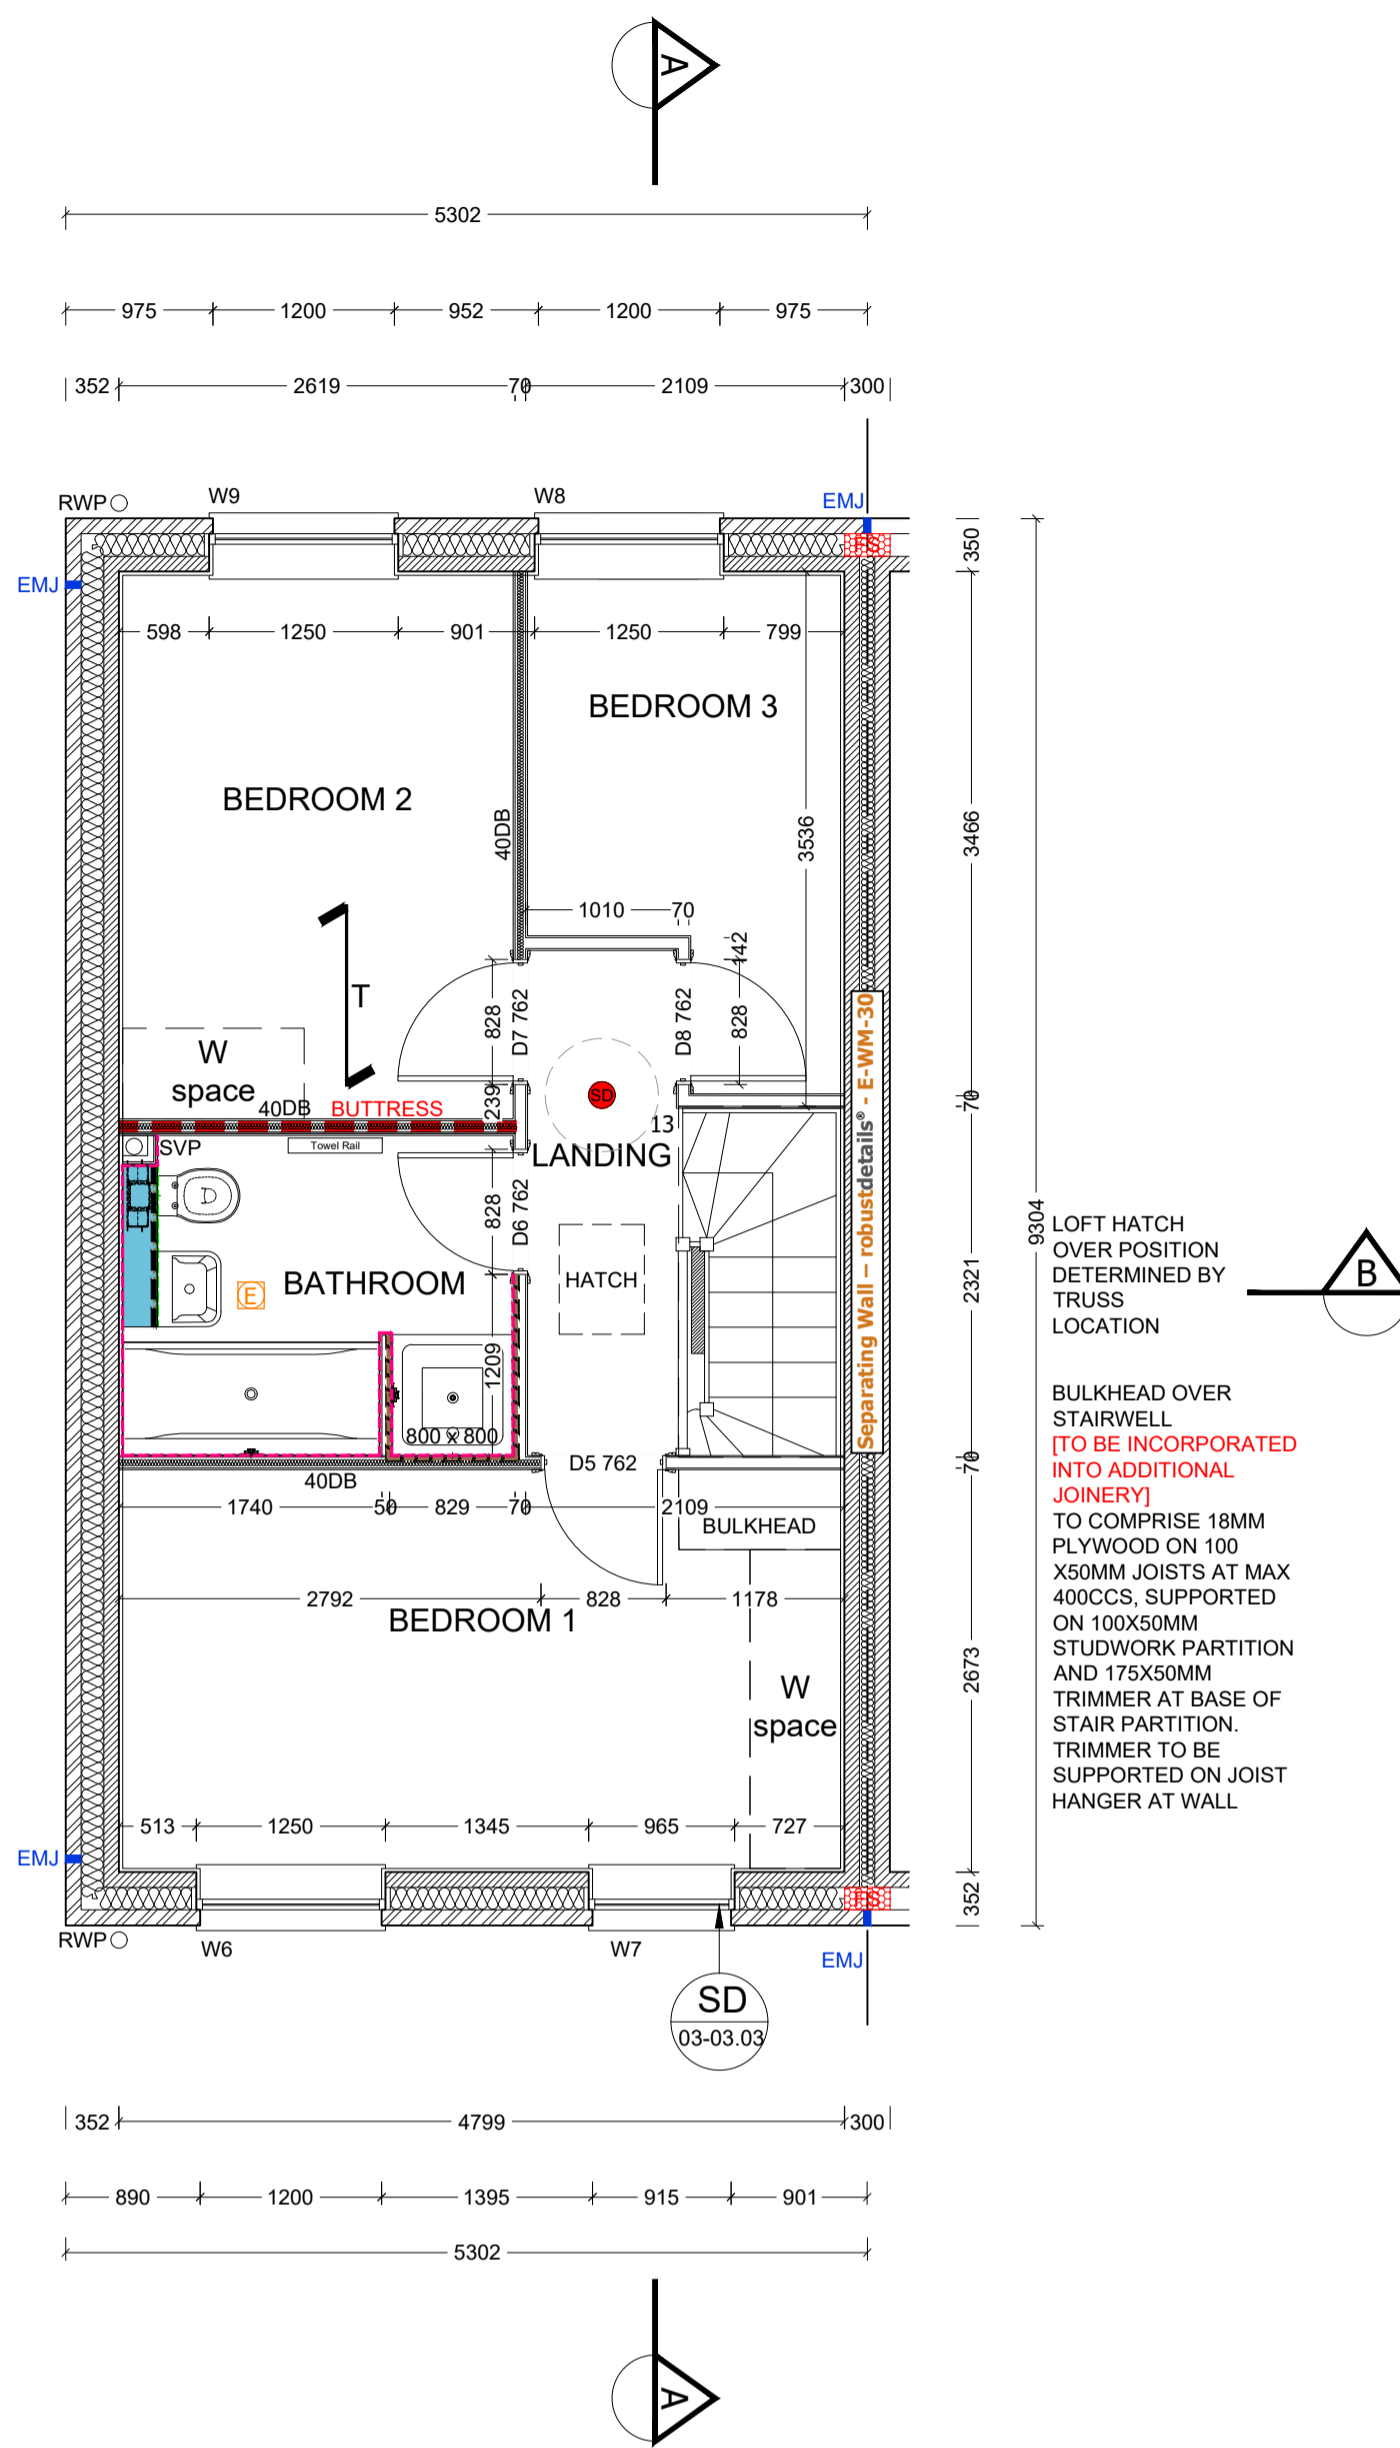 A
5302
975 1200 952 1200 975
352 2619 70 2109 300
RWP W9 W8 EMJ
FS
350
EMJ
598 1250 901 1250 799
BEDROOM 3
BEDROOM 2
40DB
3536
3466
1010 70
142
828
D7 762
D8 762
828
T
W
space
SD
239
70
40DB BUTTRESS
13
SVP
Towel Rail
LANDING
828
D6 762
HATCH
BATHROOM
E
1209
800 x 800
2321
9304
Separating Wall – robustdetails® - E-WM-30
LOFT HATCH
OVER POSITION
DETERMINED BY
TRUSS
LOCATION
B
BULKHEAD OVER
STAIRWELL
[TO BE INCORPORATED
INTO ADDITIONAL
JOINERY]
TO COMPRISE 18MM
PLYWOOD ON 100
X50MM JOISTS AT MAX
400CCS, SUPPORTED
ON 100X50MM
STUDWORK PARTITION
AND 175X50MM
TRIMMER AT BASE OF
STAIR PARTITION.
TRIMMER TO BE
SUPPORTED ON JOIST
HANGER AT WALL
D5 762
70
40DB
1740 50 829 70 2109
BULKHEAD
2792 828 1178
BEDROOM 1
2673
W
space
513 1250 1345 965 727
EMJ
FS
352
RWP
W6 W7
EMJ
SD
03-03.03
352 4799 300
890 1200 1395 915 901
5302
A